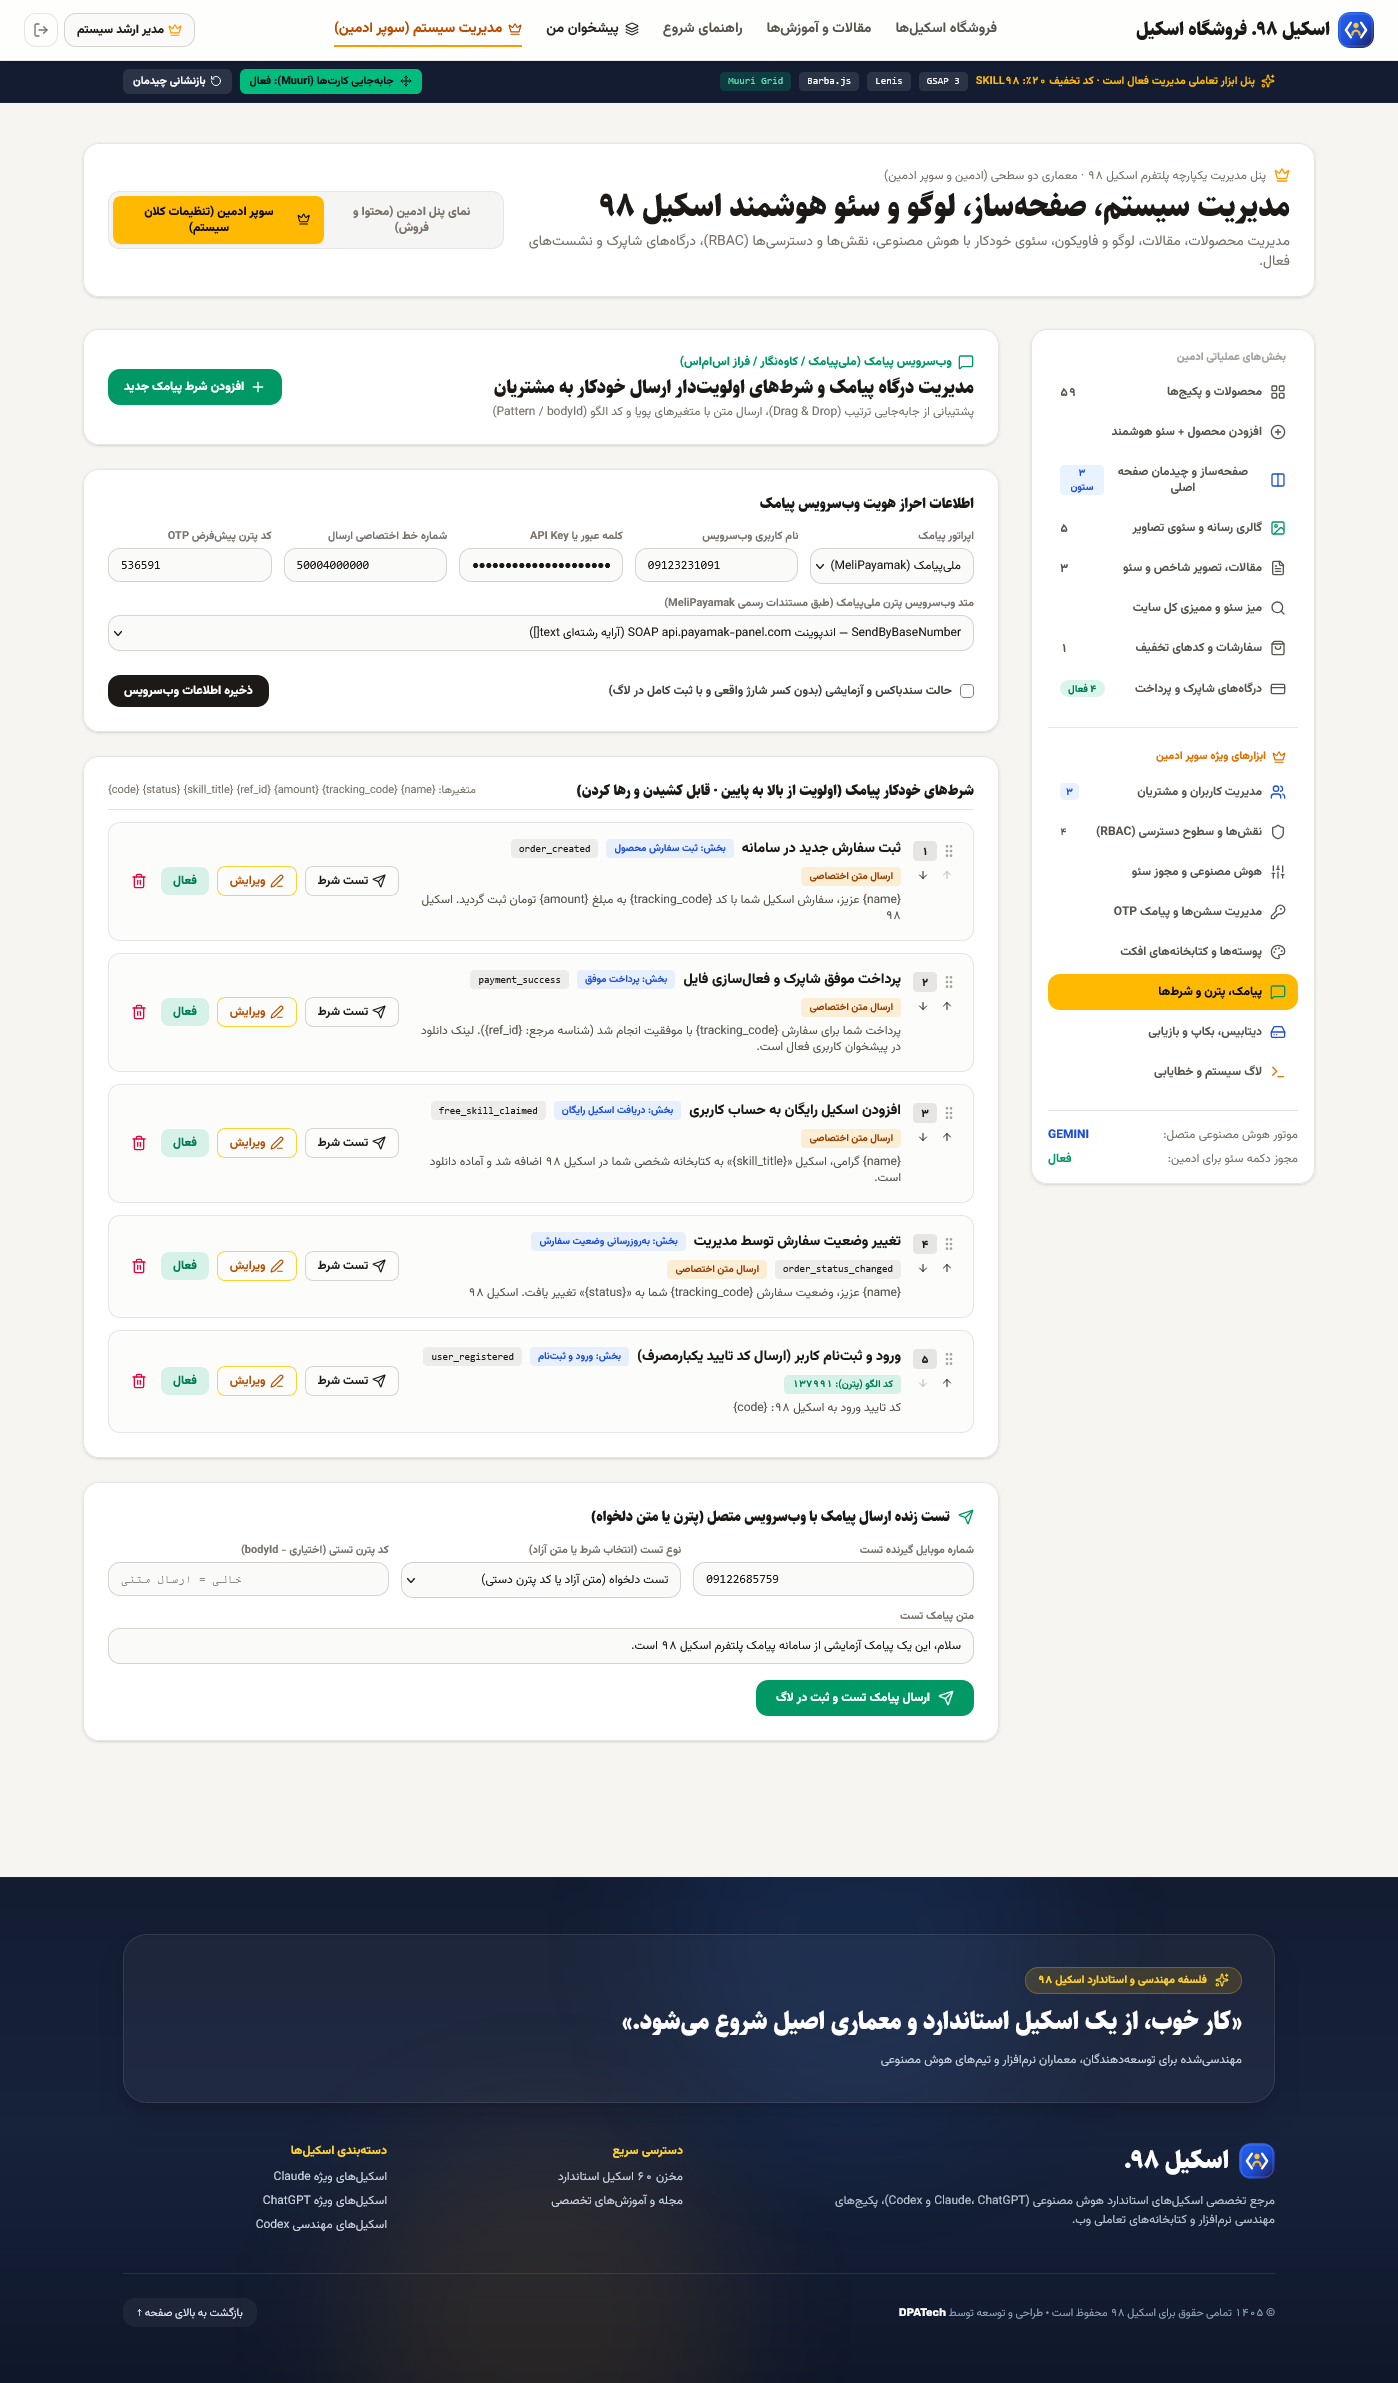 اسکیل ۹۸. فروشگاه اسکیل
فروشگاه اسکیل‌ها
مقالات و آموزش‌ها
راهنمای شروع
پیشخوان من
مدیریت سیستم (سوپر ادمین)
مدیر ارشد سیستم
پنل ابزار تعاملی مدیریت فعال است · کد تخفیف ۲۰٪: SKILL۹۸
GSAP 3
Lenis
Barba.js
Muuri Grid
جابه‌جایی کارت‌ها (Muuri): فعال
بازنشانی چیدمان
پنل مدیریت یکپارچه پلتفرم اسکیل ۹۸ · معماری دو سطحی (ادمین و سوپر ادمین)
مدیریت سیستم، صفحه‌ساز، لوگو و سئو هوشمند اسکیل ۹۸
مدیریت محصولات، مقالات، لوگو و فاویکون، سئوی خودکار با هوش مصنوعی، نقش‌ها و دسترسی‌ها (RBAC)، درگاه‌های شاپرک و نشست‌های
فعال.
نمای پنل ادمین (محتوا و
فروش)
سوپر ادمین (تنظیمات کلان
سیستم)
بخش‌های عملیاتی ادمین
محصولات و پکیج‌ها ۵۹
افزودن محصول + سئو هوشمند
صفحه‌ساز و چیدمان صفحه
اصلی
۳
ستون
گالری رسانه و سئوی تصاویر ۵
مقالات، تصویر شاخص و سئو ۳
میز سئو و ممیزی کل سایت
سفارشات و کدهای تخفیف ۱
درگاه‌های شاپرک و پرداخت ۴ فعال
ابزارهای ویژه سوپر ادمین
مدیریت کاربران و مشتریان ۳
نقش‌ها و سطوح دسترسی (RBAC) ۴
هوش مصنوعی و مجوز سئو
مدیریت سشن‌ها و پیامک OTP
پوسته‌ها و کتابخانه‌های افکت
پیامک، پترن و شرط‌ها
دیتابیس، بکاپ و بازیابی
لاگ سیستم و خطایابی
موتور هوش مصنوعی متصل: GEMINI
مجوز دکمه سئو برای ادمین: فعال
وب‌سرویس پیامک (ملی‌پیامک / کاوه‌نگار / فراز اس‌ام‌اس)
مدیریت درگاه پیامک و شرط‌های اولویت‌دار ارسال خودکار به مشتریان
پشتیبانی از جابه‌جایی ترتیب (Drag & Drop)، ارسال متن با متغیرهای پویا و کد الگو (Pattern / bodyId)
افزودن شرط پیامک جدید
اطلاعات احراز هویت وب‌سرویس پیامک
اپراتور پیامک
ملی‌پیامک (MeliPayamak)
نام کاربری وب‌سرویس
09123231091
کلمه عبور یا API Key
••••••••••••••••••••
شماره خط اختصاصی ارسال
50004000000
کد پترن پیش‌فرض OTP
536591
متد وب‌سرویس پترن ملی‌پیامک (طبق مستندات رسمی MeliPayamak)
SendByBaseNumber — اندپوینت SOAP api.payamak-panel.com (آرایه رشته‌ای text[])
حالت سندباکس و آزمایشی (بدون کسر شارژ واقعی و با ثبت کامل در لاگ)
ذخیره اطلاعات وب‌سرویس
شرط‌های خودکار پیامک (اولویت از بالا به پایین · قابل کشیدن و رها کردن)
متغیرها: {name} {tracking_code} {amount} {ref_id} {skill_title} {status} {code}
۱
ثبت سفارش جدید در سامانه
بخش: ثبت سفارش محصول
order_created
ارسال متن اختصاصی
{name} عزیز، سفارش اسکیل شما با کد {tracking_code} به مبلغ {amount} تومان ثبت گردید. اسکیل
۹۸
تست شرط
ویرایش
فعال
۲
پرداخت موفق شاپرک و فعال‌سازی فایل
بخش: پرداخت موفق
payment_success
ارسال متن اختصاصی
پرداخت شما برای سفارش {tracking_code} با موفقیت انجام شد (شناسه مرجع: {ref_id}). لینک دانلود
در پیشخوان کاربری فعال است.
تست شرط
ویرایش
فعال
۳
افزودن اسکیل رایگان به حساب کاربری
بخش: دریافت اسکیل رایگان
free_skill_claimed
ارسال متن اختصاصی
{name} گرامی، اسکیل «{skill_title}» به کتابخانه شخصی شما در اسکیل ۹۸ اضافه شد و آماده دانلود
است.
تست شرط
ویرایش
فعال
۴
تغییر وضعیت سفارش توسط مدیریت
بخش: به‌روزرسانی وضعیت سفارش
order_status_changed
ارسال متن اختصاصی
{name} عزیز، وضعیت سفارش {tracking_code} شما به «{status}» تغییر یافت. اسکیل ۹۸
تست شرط
ویرایش
فعال
۵
ورود و ثبت‌نام کاربر (ارسال کد تایید یکبارمصرف)
بخش: ورود و ثبت‌نام
user_registered
کد الگو (پترن): ۱۳۷۹۹۱
کد تایید ورود به اسکیل ۹۸: {code}
تست شرط
ویرایش
فعال
تست زنده ارسال پیامک با وب‌سرویس متصل (پترن یا متن دلخواه)
شماره موبایل گیرنده تست
09122685759
نوع تست (انتخاب شرط یا متن آزاد)
تست دلخواه (متن آزاد یا کد پترن دستی)
کد پترن تستی (اختیاری - bodyId)
خالی = ارسال متنی
متن پیامک تست
سلام، این یک پیامک آزمایشی از سامانه پیامک پلتفرم اسکیل ۹۸ است.
ارسال پیامک تست و ثبت در لاگ
فلسفه مهندسی و استاندارد اسکیل ۹۸
«کار خوب، از یک اسکیل استاندارد و معماری اصیل شروع می‌شود.»
مهندسی‌شده برای توسعه‌دهندگان، معماران نرم‌افزار و تیم‌های هوش مصنوعی
اسکیل ۹۸.
مرجع تخصصی اسکیل‌های استاندارد هوش مصنوعی (Claude، ChatGPT و Codex)، پکیج‌های
مهندسی نرم‌افزار و کتابخانه‌های تعاملی وب.
دسترسی سریع
مخزن ۶۰ اسکیل استاندارد
مجله و آموزش‌های تخصصی
دسته‌بندی اسکیل‌ها
اسکیل‌های ویژه Claude
اسکیل‌های ویژه ChatGPT
اسکیل‌های مهندسی Codex
© ۱۴۰۵ تمامی حقوق برای اسکیل ۹۸ محفوظ است • طراحی و توسعه توسط DPATech
بازگشت به بالای صفحه ↑